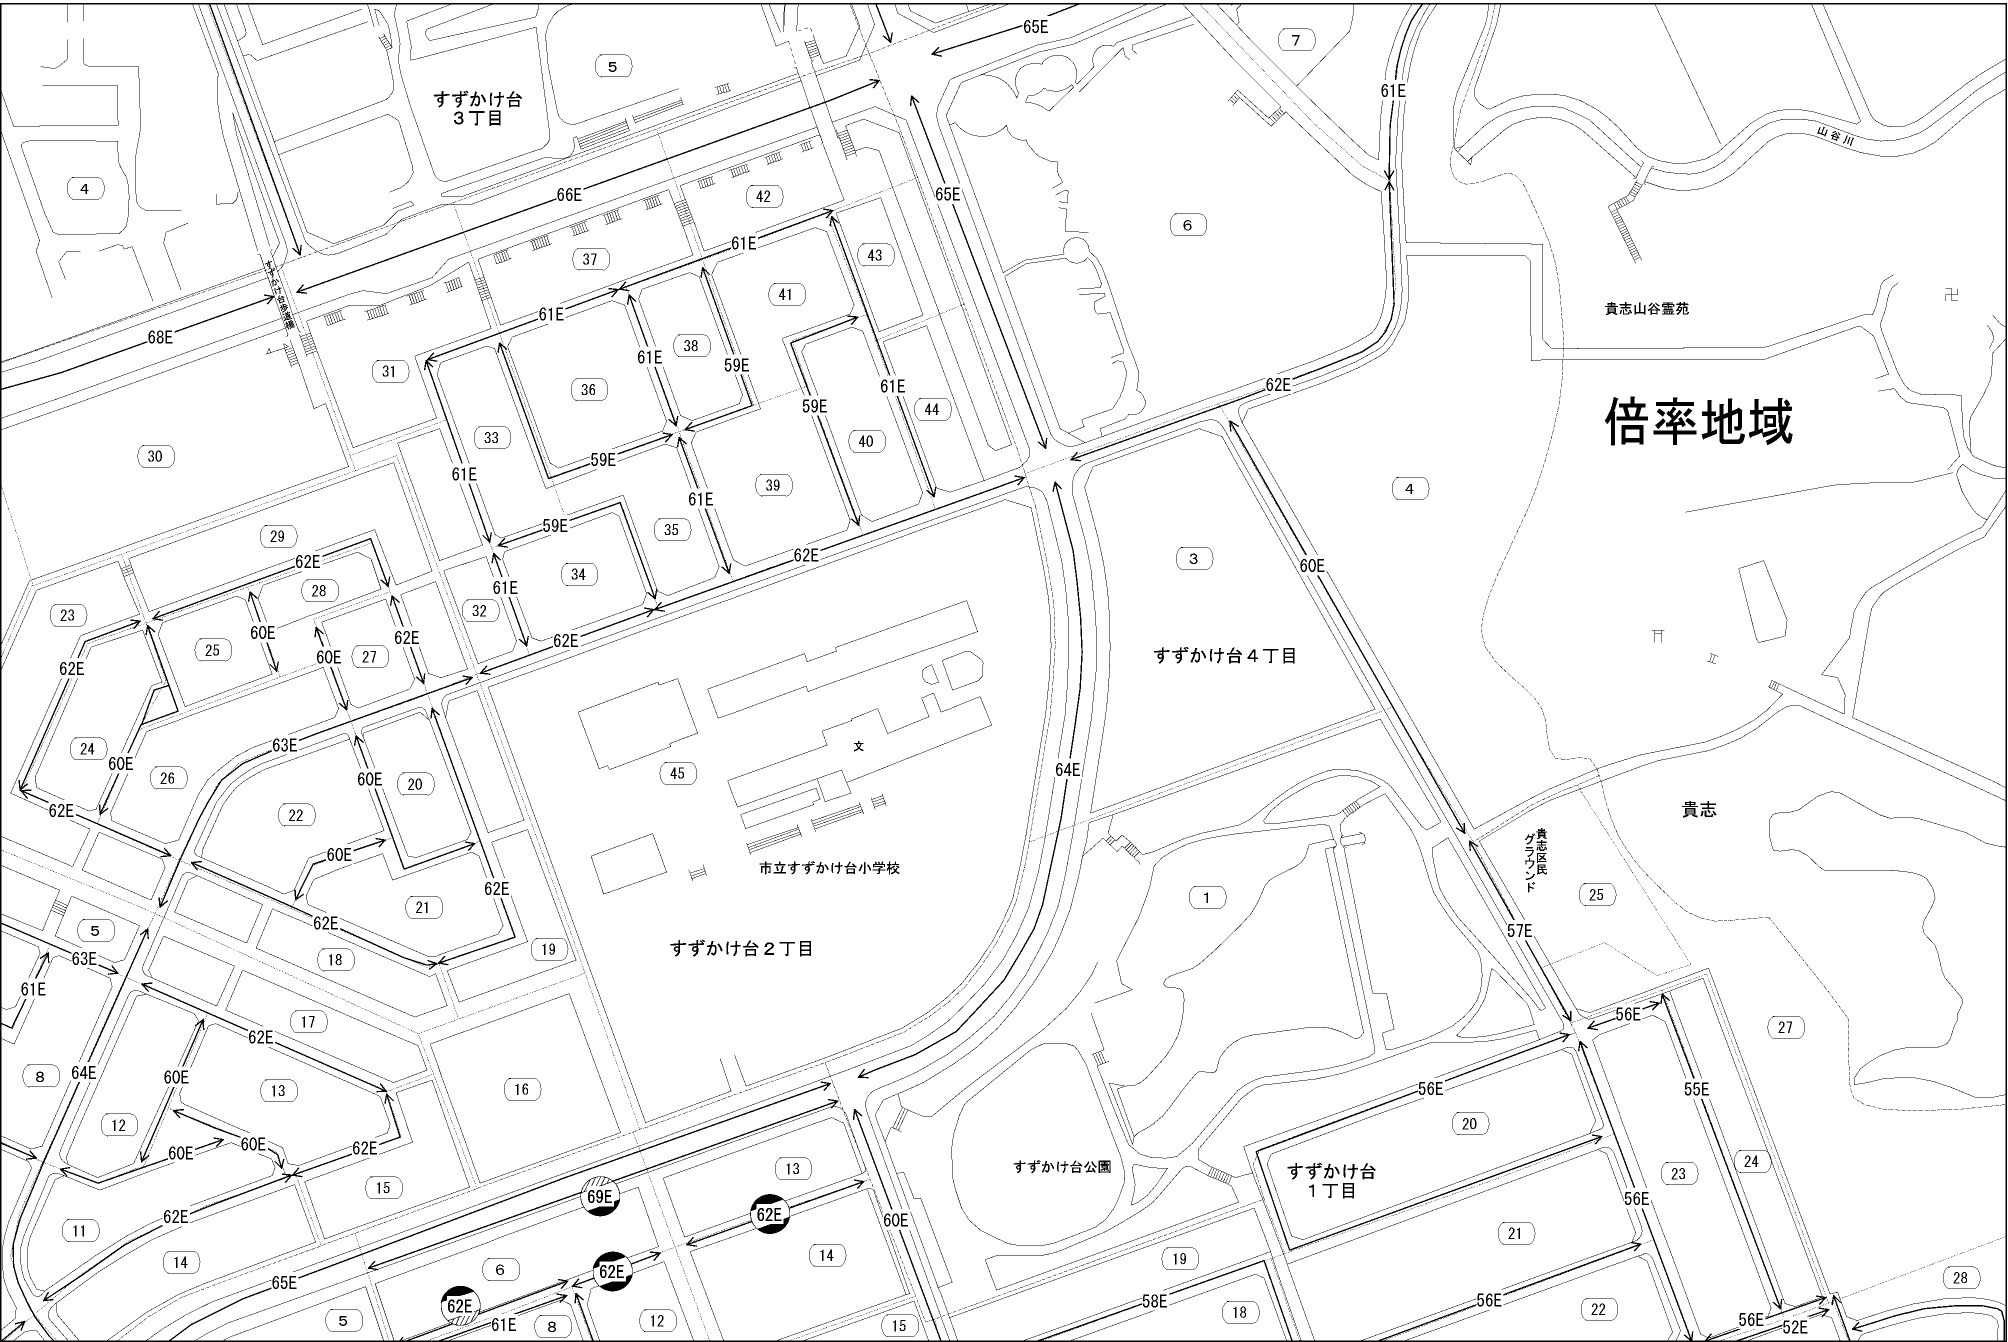 65E
7
5
61E
すずかけ台
3丁目
山谷川
4
42
66E
65E
6
37
61E
43
すずかけ台歩道橋
41
貴志山谷霊苑
卍
61E
68E
38
61E
59E
31
36
61E
62E
59E
44
倍率地域
33
40
30
59E
61E
39
4
61E
35
59E
29
62E
62E
3
60E
34
28
61E
32
23
60E
62E
62E
25
27
60E
62E
すずかけ台4丁目
63E
24
文
60E
26
60E
20
45
64E
62E
貴志
22
60E
貴志区民
グラウンド
市立すずかけ台小学校
62E
25
1
21
62E
5
57E
19
すずかけ台2丁目
18
63E
61E
56E
17
27
62E
64E
8
60E
13
16
56E
55E
12
20
60E
60E
62E
13
すずかけ台公園
すずかけ台
1丁目
24
23
15
69E
56E
62E
62E
60E
11
21
14
14
19
6
62E
65E
28
62E
58E
56E
22
18
5
61E
8
12
15
56E
52E